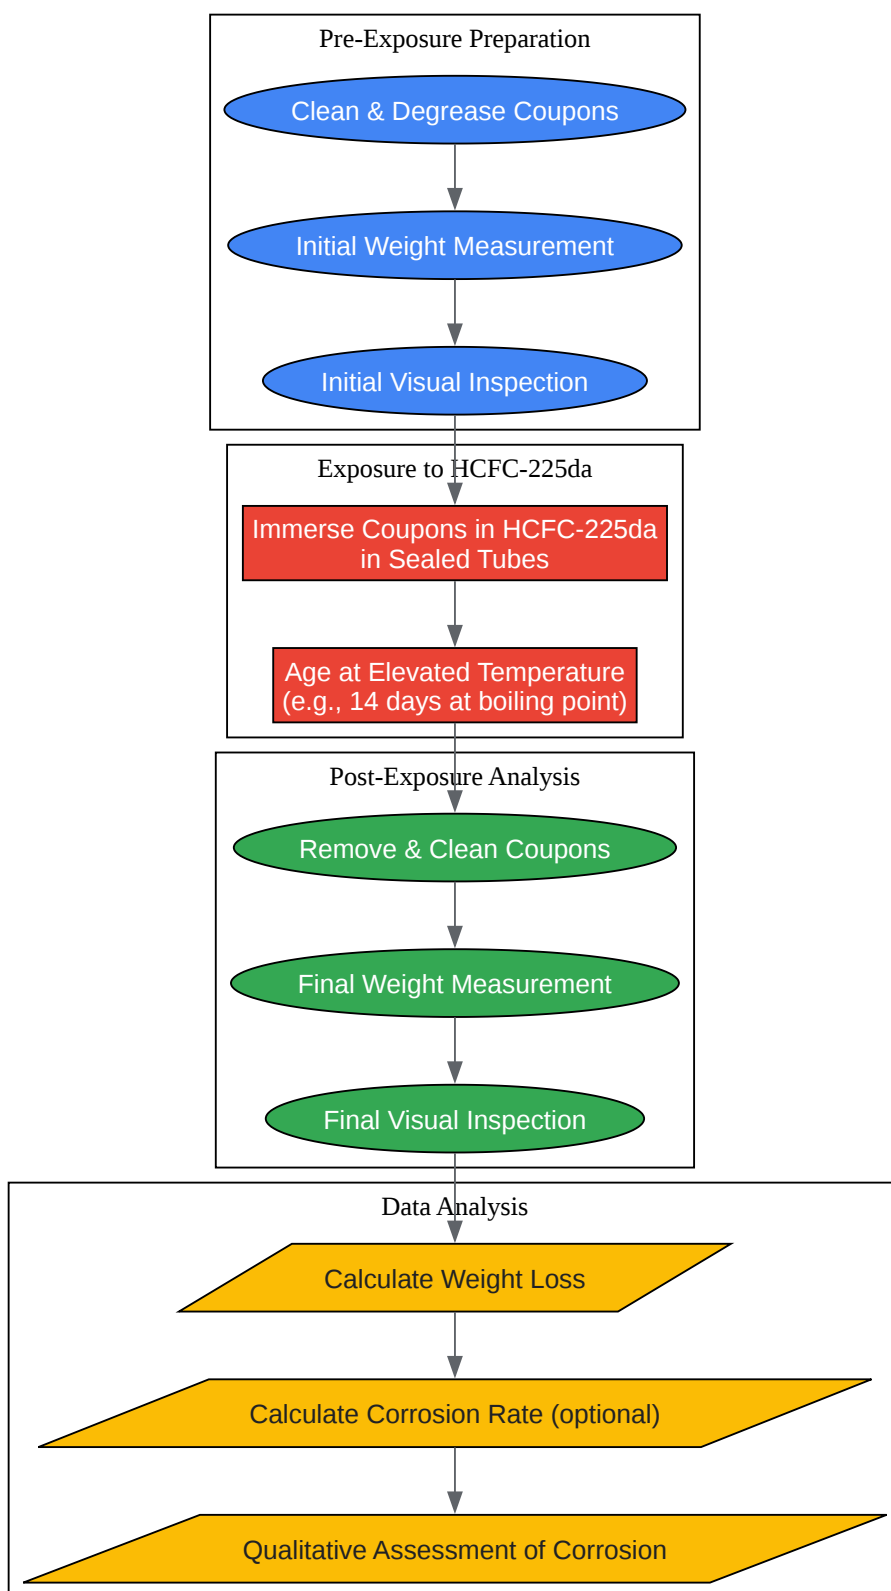 Pre-Exposure Preparation
Clean & Degrease Coupons
Initial Weight Measurement
Initial Visual Inspection
Exposure to HCFC-225da
Immerse Coupons in HCFC-225da
in Sealed Tubes
Age at Elevated Temperature
(e.g., 14 days at boiling point)
Post-Exposure Analysis
Remove & Clean Coupons
Final Weight Measurement
Final Visual Inspection
Data Analysis
Calculate Weight Loss
Calculate Corrosion Rate (optional)
Qualitative Assessment of Corrosion